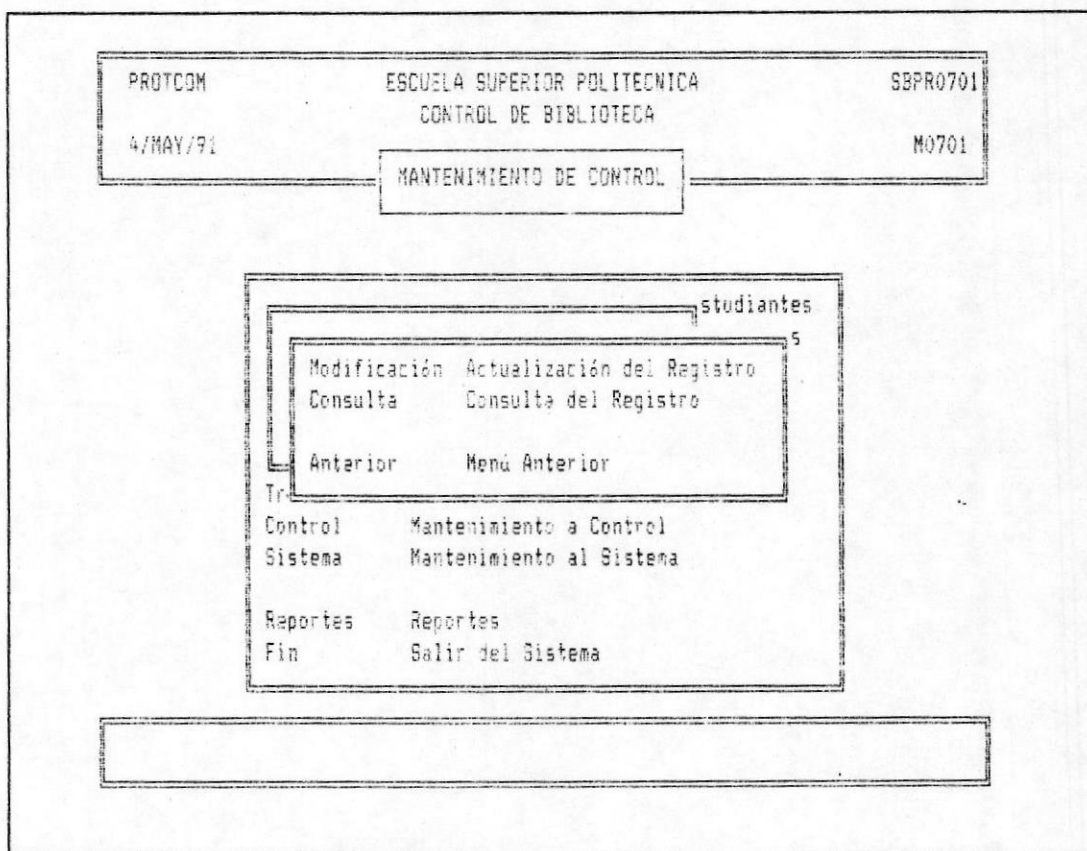 PROTCOM ESCUELA SUPERIOR POLITECNICA SBPR0701
CONTROL DE BIBLIOTECA
4/MAY/91 M0701
MANTENIMIENTO DE CONTROL
studiantes
s
Modificación Actualización del Registro
Consulta Consulta del Registro
Anterior Menú Anterior
Tr
Control Mantenimiento a Control
Sistema Mantenimiento al Sistema
Reportes Reportes
Fin Salir del Sistema